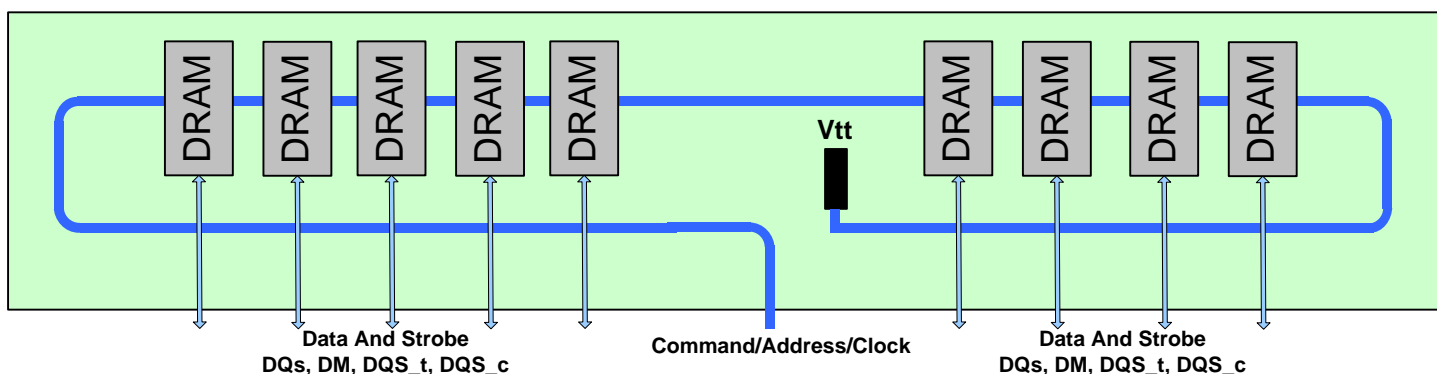 DRAM
DRAM
DRAM
DRAM
DRAM
DRAM
DRAM
DRAM
DRAM
Vtt
Data And Strobe
DQs, DM, DQS_t, DQS_c
Command/Address/Clock
Data And Strobe
DQs, DM, DQS_t, DQS_c